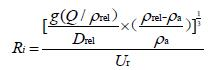 Ri = [g(Q / ρrel) / Drel × (ρrel−ρa / ρa)]^1/3 / Ur